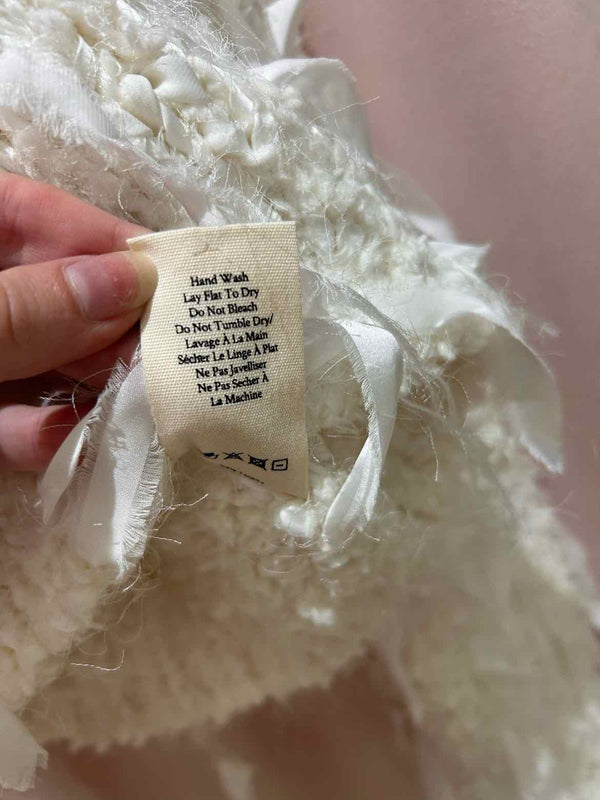 Hand Wash
Lay Flat To Dry
Do Not Bleach
Do Not Tumble Dry/
Lavage À La Main
Sécher Le Linge À Plat
Ne Pas Javelliser
Ne Pas Secher À
La Machine